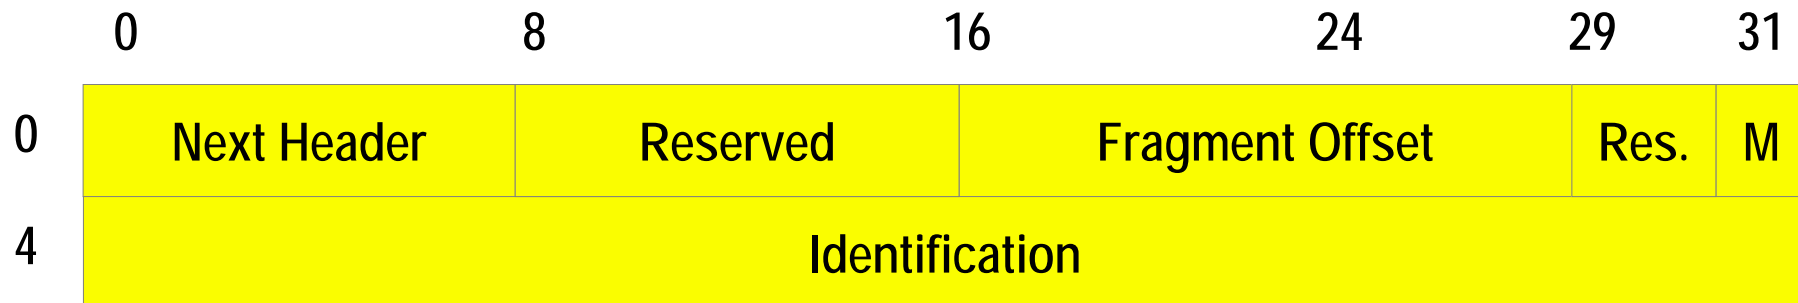 0 8 16 24 29 31
0 Next Header Reserved Fragment Offset Res. M
4 Identification